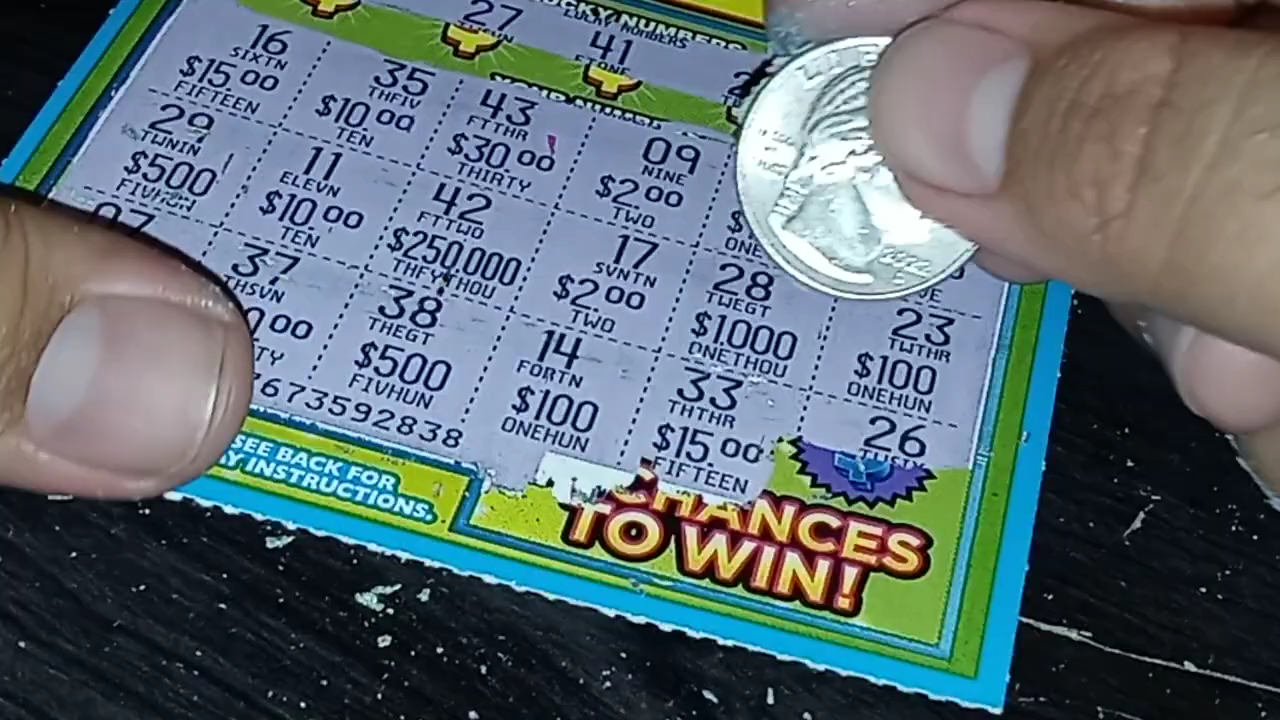 LUCKY NUMBERS
LUCKY NUMBERS
27 41
16 35 43 09
SIXTN THFIV FTTHR NINE
$15.00 $10.00 $30.00 $2.00
FIFTEEN TEN THIRTY TWO ONE
29 11 42 17 28 23
TWNIN ELEVN FTTWO SVNTN TWEGT TWTHR
$500 $10.00 $250,000 $2.00 $1,000 $100
FIVHUN TEN THFYTHOU TWO ONETHOU ONEHUN
07 37 38 14 33 26
THSVN THEGT FORTN THTHR
$500 $100 $15.00
FIVHUN ONEHUN FIFTEEN
673592838
SEE BACK FOR
INSTRUCTIONS.
CHANCES
TO WIN!